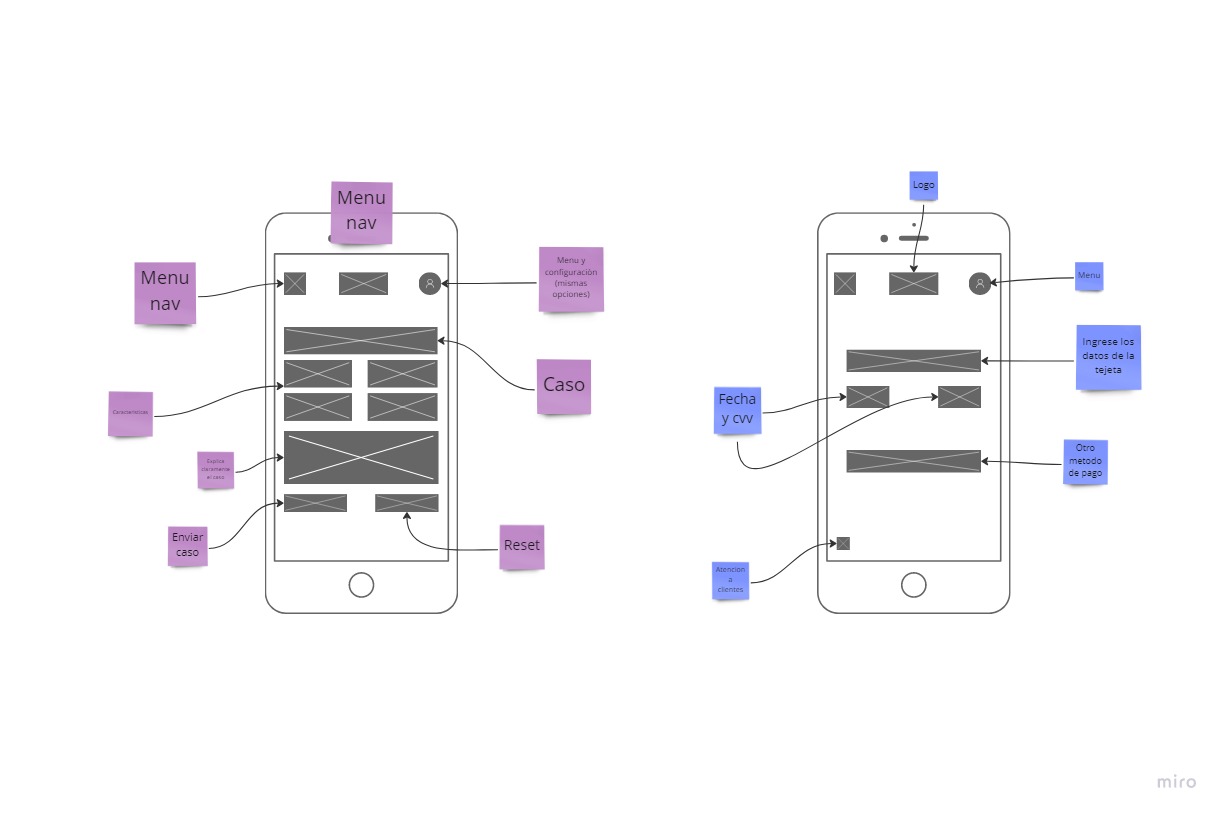 Menu
nav
Menu
nav
Menu y
configuración
(mismas
opciones)
Caso
Caracteristicas
Explica
claramente
el caso
Enviar
caso
Reset
Logo
Menu
Ingrese los
datos de la
tejeta
Fecha
y cvv
Otro
metodo
de pago
Atencion
a
clientes
miro